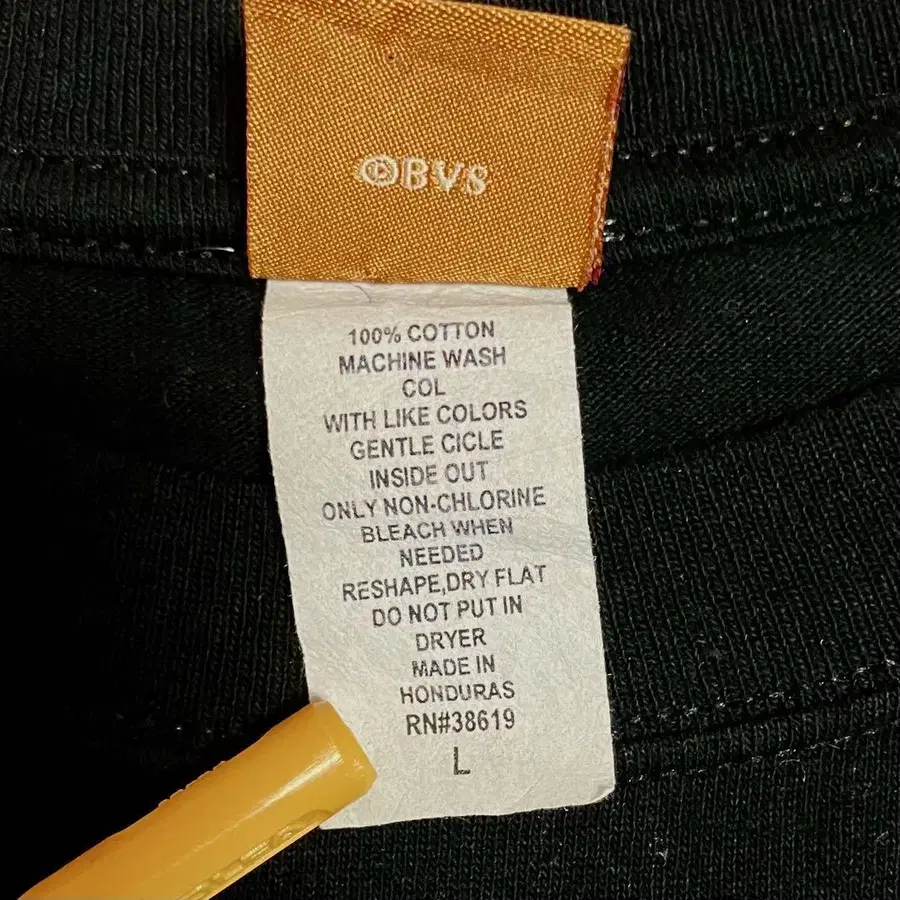 ©BVS
100% COTTON
MACHINE WASH
COL
WITH LIKE COLORS
GENTLE CICLE
INSIDE OUT
ONLY NON-CHLORINE
BLEACH WHEN
NEEDED
RESHAPE,DRY FLAT
DO NOT PUT IN
DRYER
MADE IN
HONDURAS
RN#38619
L